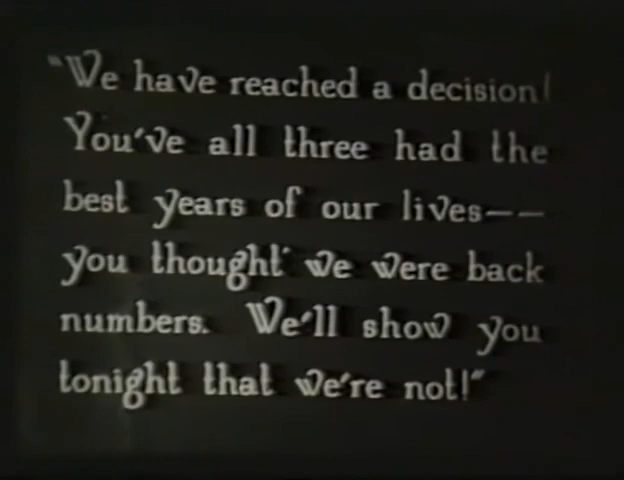 "We have reached a decision!
You've all three had the
best years of our lives--
you thought we were back
numbers. We'll show you
tonight that we're not!"